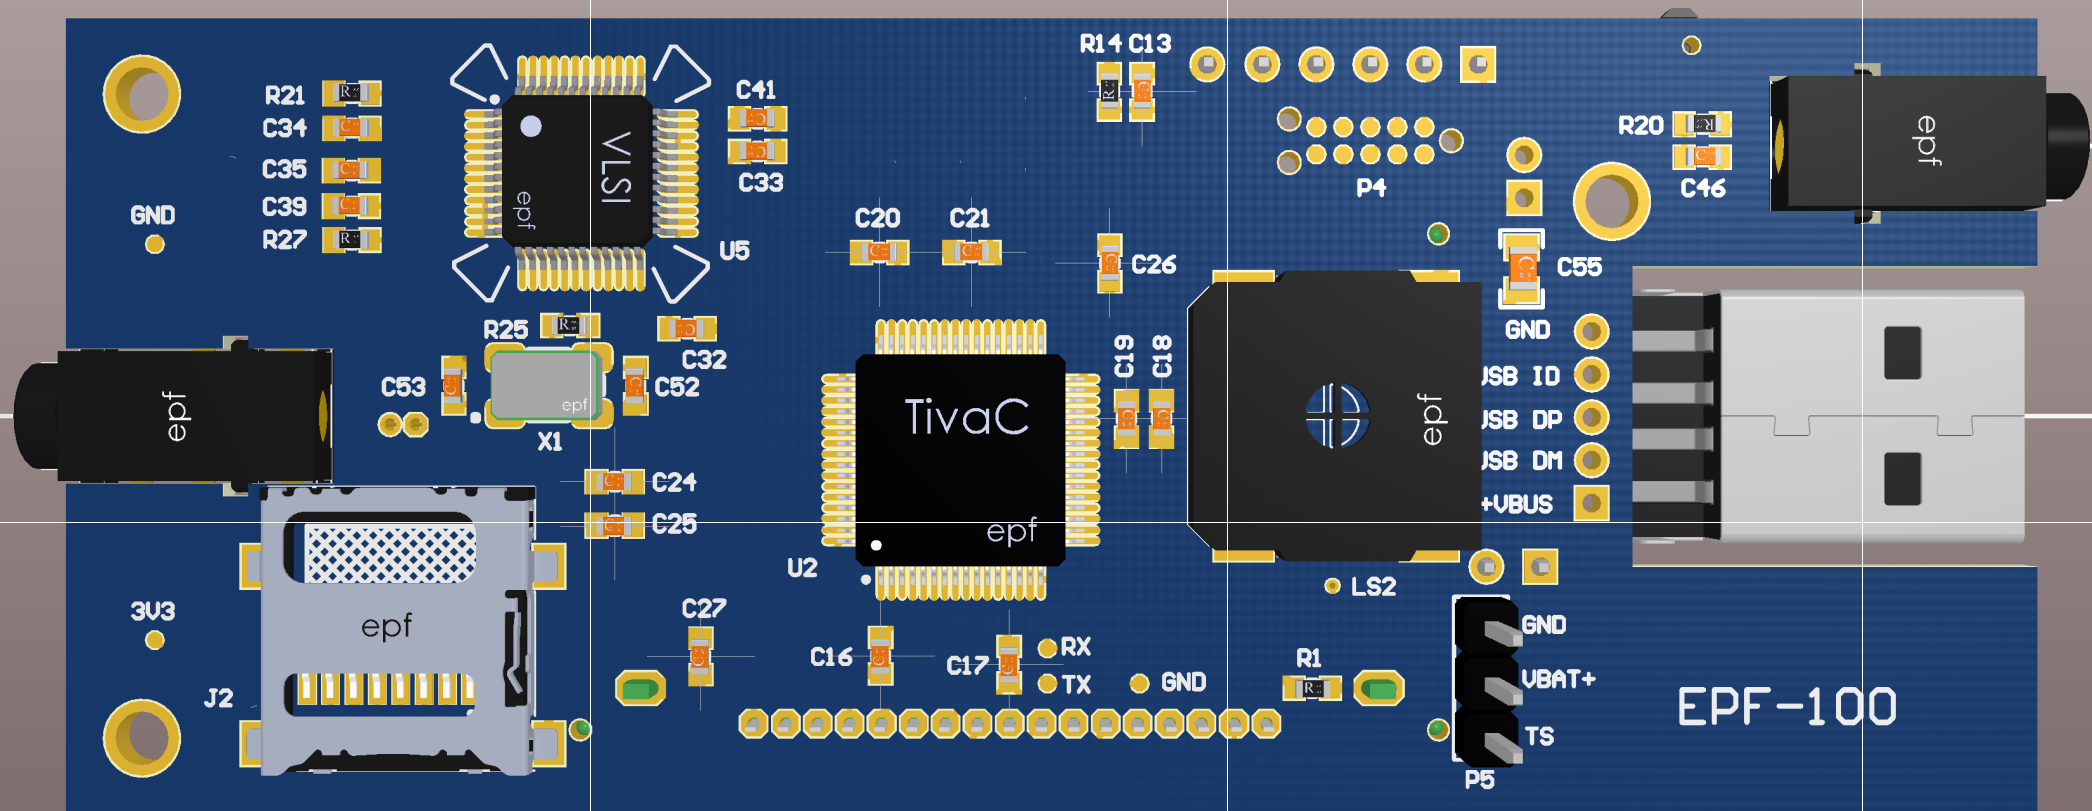 R14 C13
R21
C34
C35
C39
R27
GND
VLSI
epf
U5
C41
C33
C20
C21
C26
P4
R20
C46
epf
C55
GND
USB ID
USB DP
USB DM
+VBUS
R25
C32
C53
C52
epf
X1
epf
C24
C25
TivaC
epf
U2
C19
C18
epf
LS2
3V3
epf
J2
C27
C16
C17
RX
TX
GND
R1
GND
VBAT+
TS
P5
EPF-100